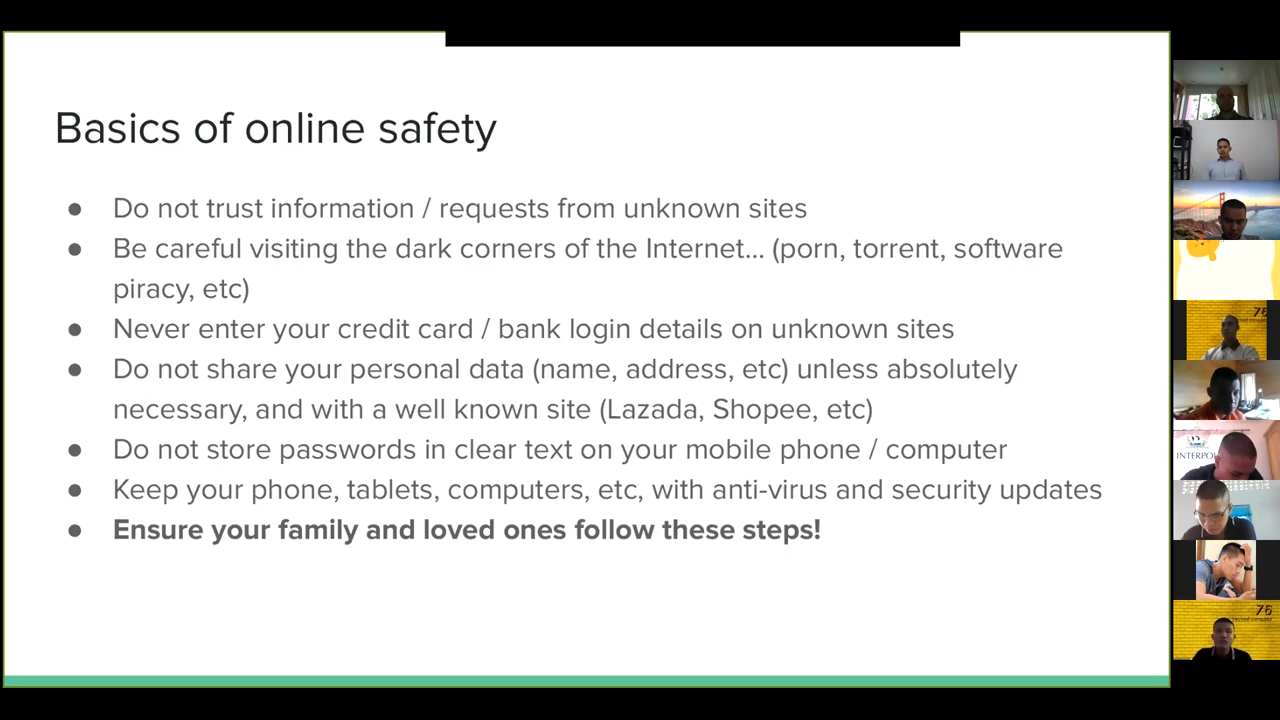 Basics of online safety
● Do not trust information / requests from unknown sites
● Be careful visiting the dark corners of the Internet... (porn, torrent, software
piracy, etc)
● Never enter your credit card / bank login details on unknown sites
● Do not share your personal data (name, address, etc) unless absolutely
necessary, and with a well known site (Lazada, Shopee, etc)
● Do not store passwords in clear text on your mobile phone / computer
● Keep your phone, tablets, computers, etc, with anti-virus and security updates
● Ensure your family and loved ones follow these steps!
INTERPO